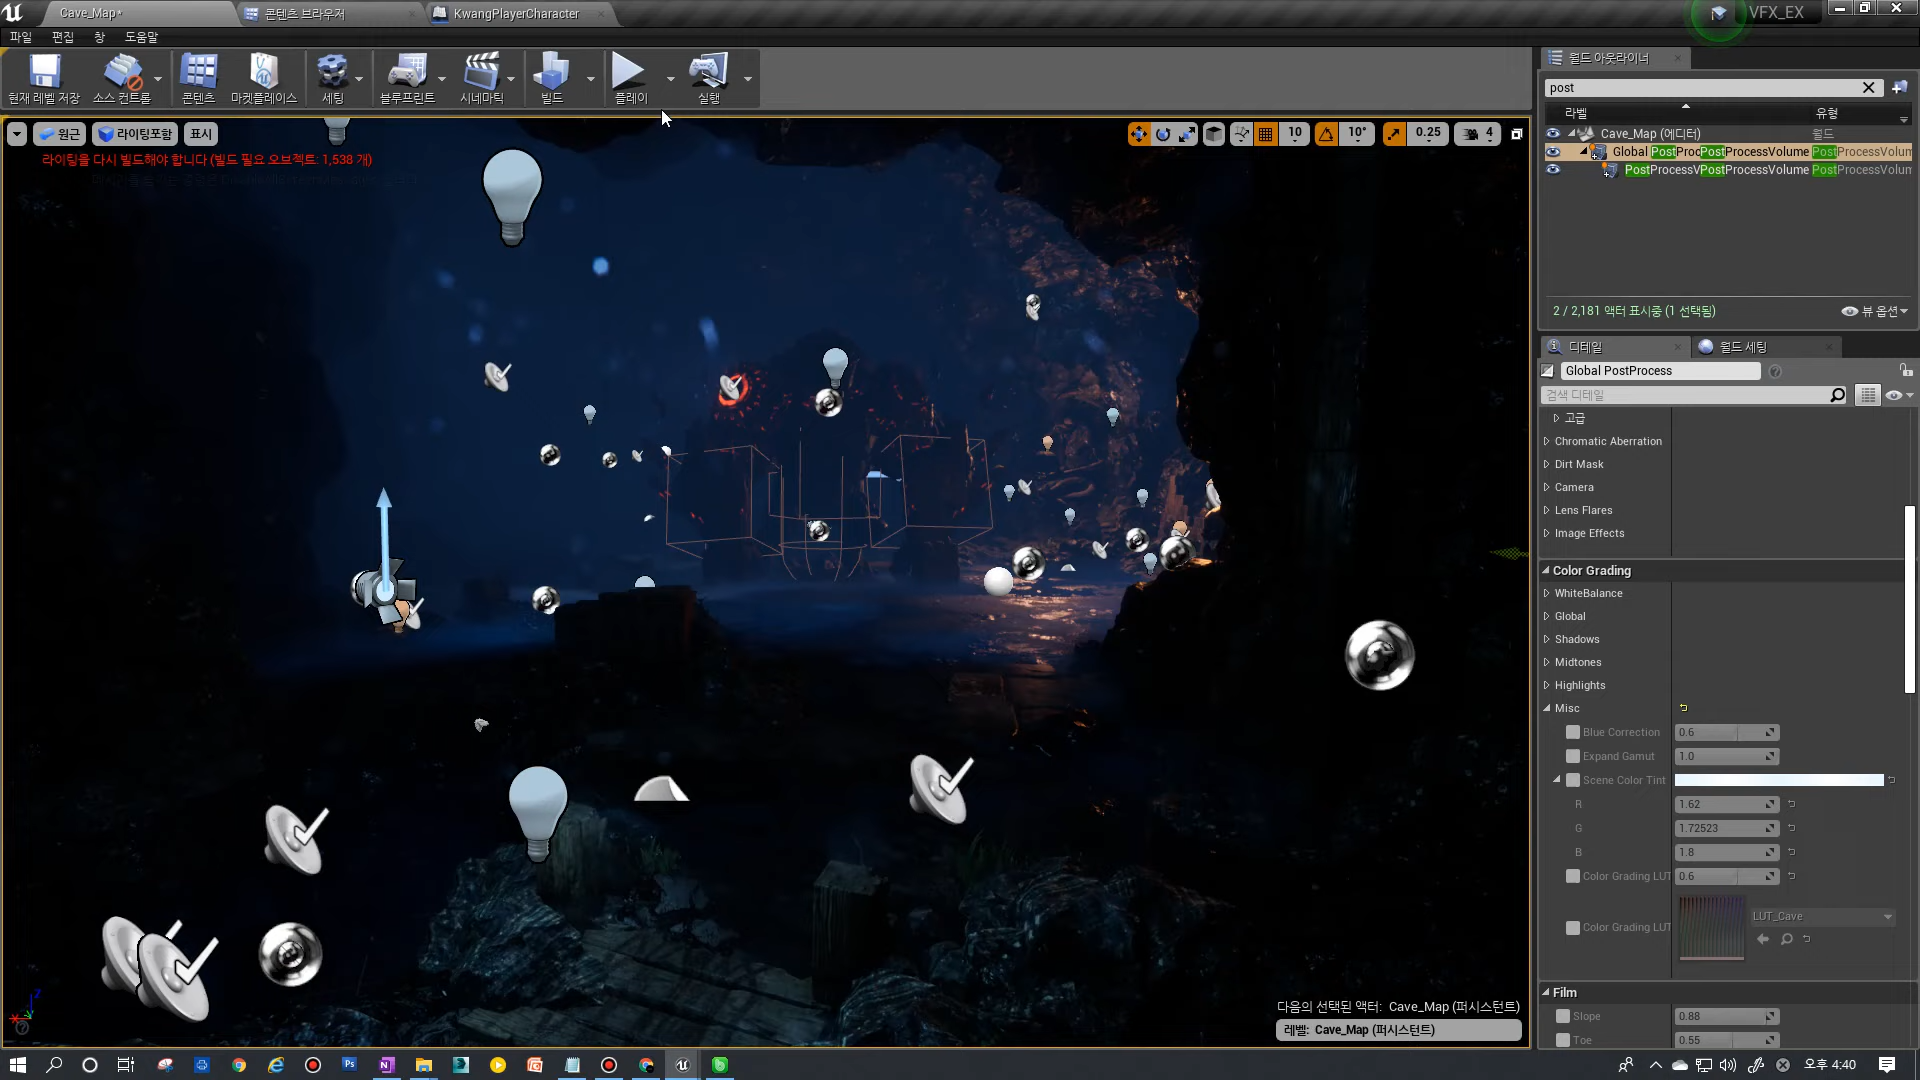 Cave_Map*
콘텐츠 브라우저
KwangPlayerCharacter
VFX_EX
파일 편집 창 도움말
현재 레벨 저장
소스 컨트롤
콘텐츠
마켓플레이스
세팅
블루프린트
시네마틱
빌드
플레이
실행
원근
라이팅포함
표시
10
10°
0.25
4
라이팅을 다시 빌드해야 합니다 (빌드 필요 오브젝트: 1,538 개)
월드 아웃라이너
post
라벨
유형
Cave_Map (에디터)
월드
Global PostProcPostProcessVolume PostProcessVolum
PostProcessVPostProcessVolume PostProcessVolum
2 / 2,181 액터 표시중 (1 선택됨)
뷰 옵션
디테일
월드 세팅
Global PostProcess
검색 디테일
고급
Chromatic Aberration
Dirt Mask
Camera
Lens Flares
Image Effects
Color Grading
WhiteBalance
Global
Shadows
Midtones
Highlights
Misc
Blue Correction 0.6
Expand Gamut 1.0
Scene Color Tint
R 1.62
G 1.72523
B 1.8
Color Grading LUT 0.6
Color Grading LUT
LUT_Cave
Film
Slope 0.88
Toe 0.55
다음의 선택된 액터: Cave_Map (퍼시스턴트)
레벨: Cave_Map (퍼시스턴트)
오후 4:40